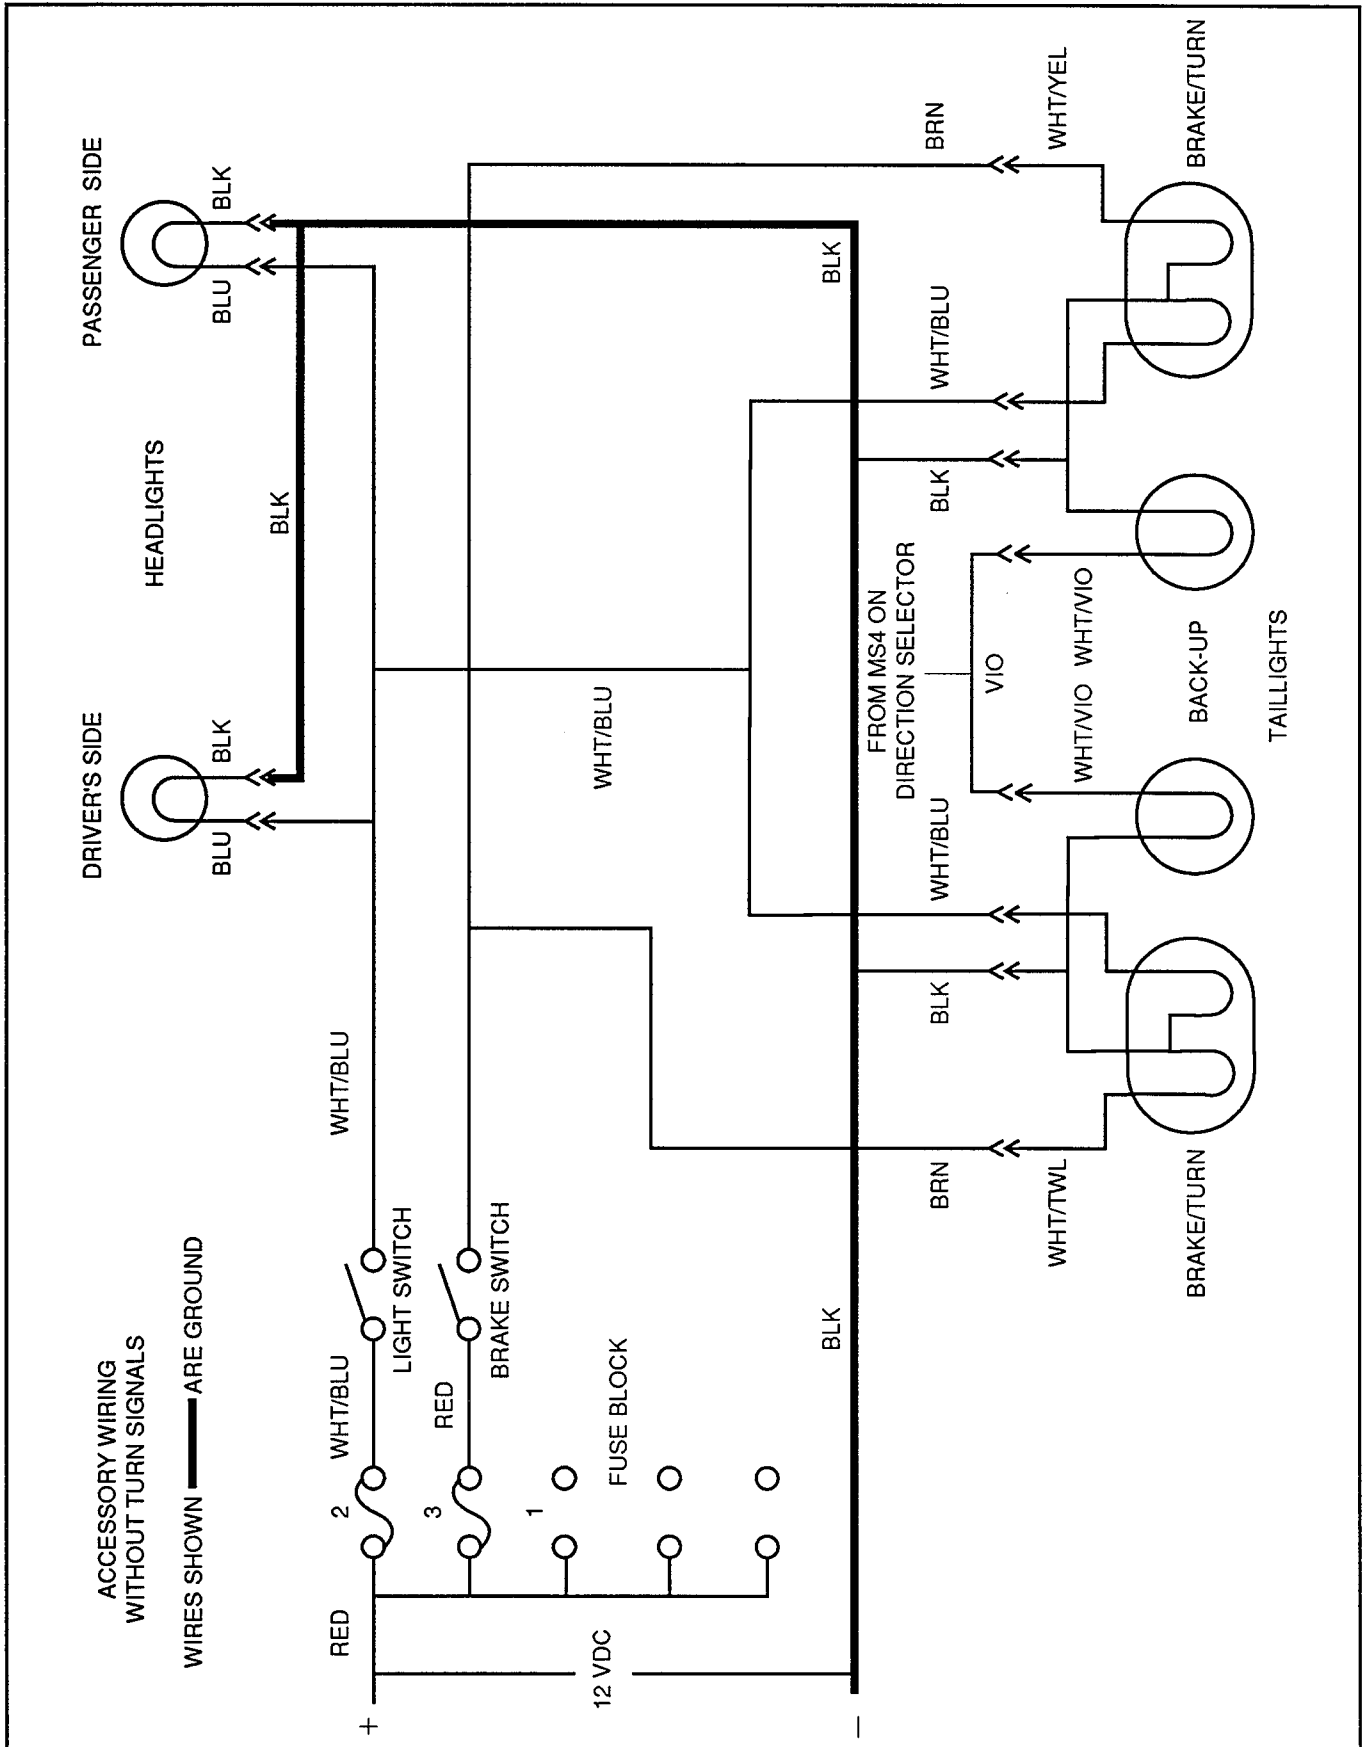 ACCESSORY WIRING
WITHOUT TURN SIGNALS
WIRES SHOWN ARE GROUND
DRIVER'S SIDE
HEADLIGHTS
PASSENGER SIDE
BLU
BLK
BLU
BLK
BLK
RED
2
WHT/BLU
LIGHT SWITCH
WHT/BLU
+
3
RED
BRAKE SWITCH
1
FUSE BLOCK
12 VDC
WHT/BLU
−
BLK
BLK
FROM MS4 ON
DIRECTION SELECTOR
BRN
BLK
WHT/BLU
VIO
BLK
WHT/BLU
BRN
WHT/TWL
WHT/VIO
WHT/VIO
WHT/YEL
BRAKE/TURN
BACK-UP
BRAKE/TURN
TAILLIGHTS